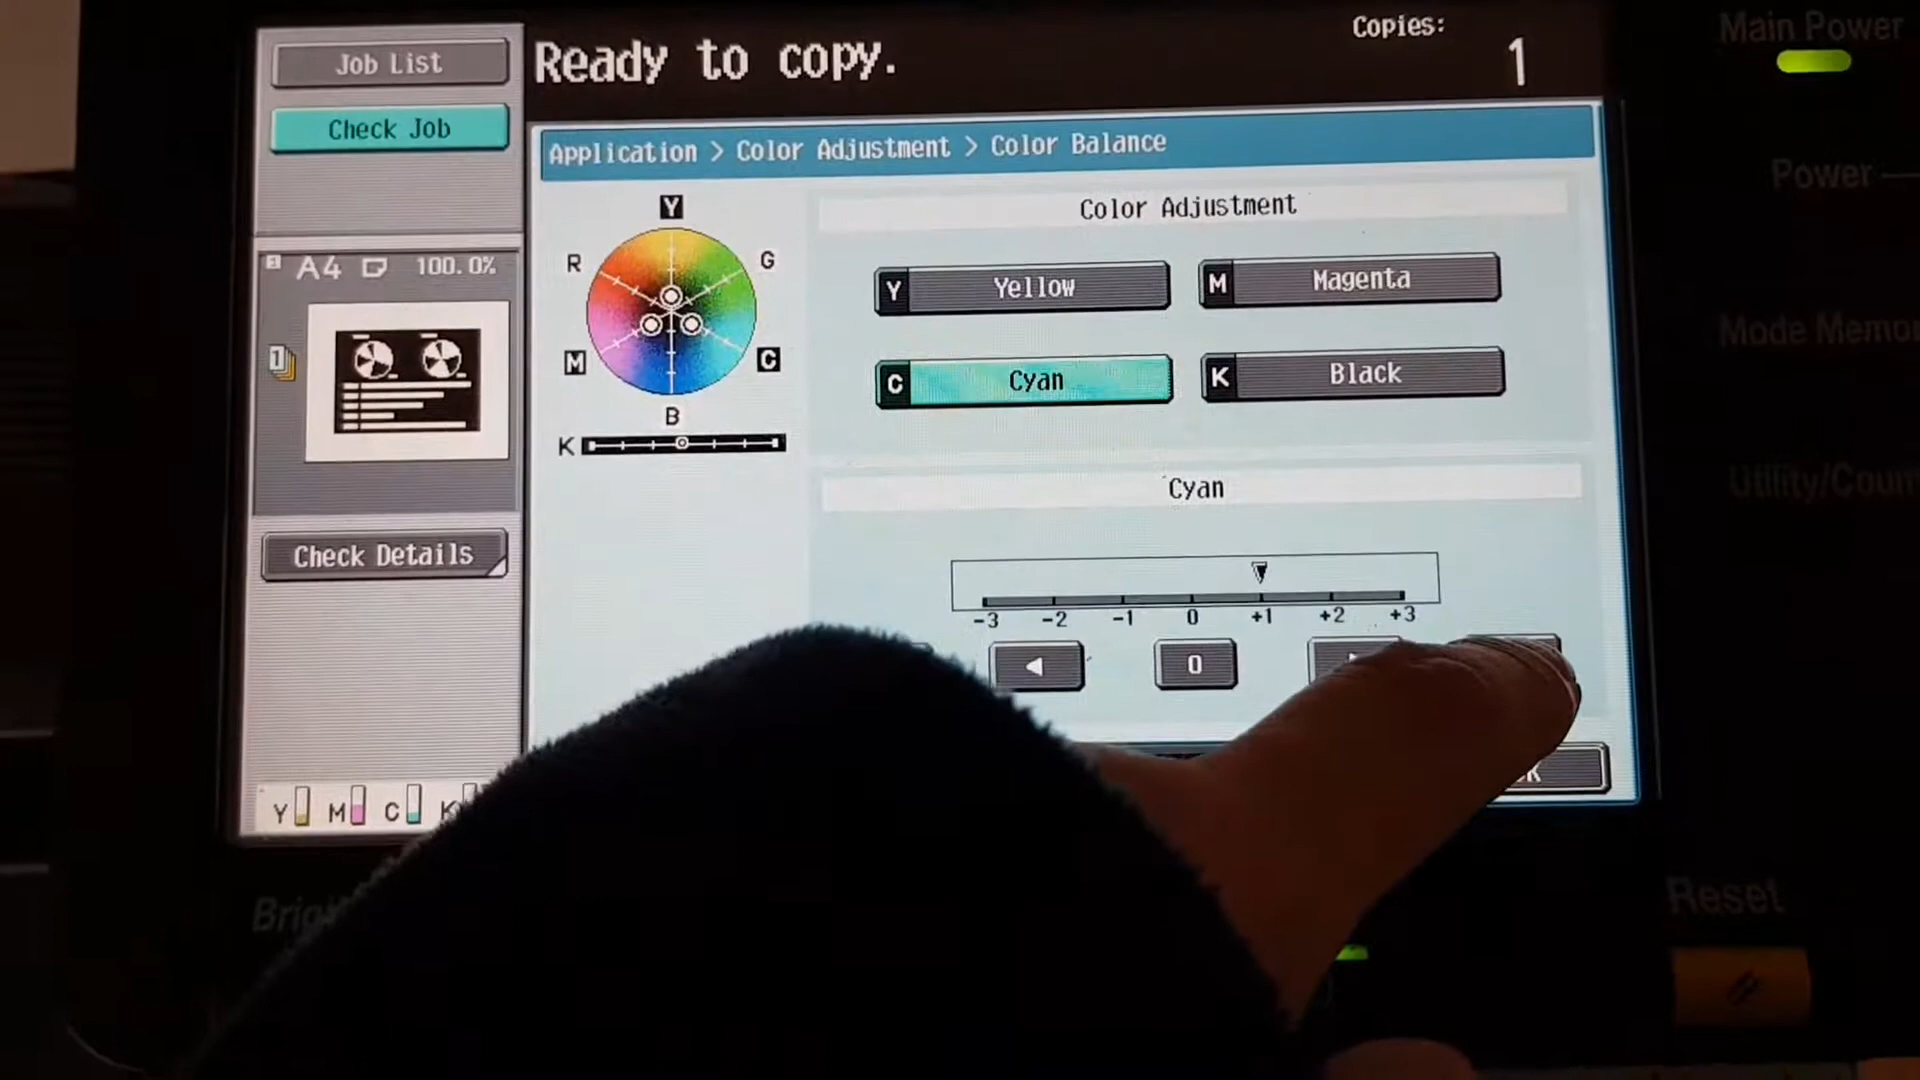 Job List
Check Job
Ready to copy.
Copies:
1
Main Power
Power
Application > Color Adjustment > Color Balance
Y
R
G
M
C
B
K
Color Adjustment
Y Yellow
M Magenta
C Cyan
K Black
A4 100.0%
1
Cyan
-3 -2 -1 0 +1 +2 +3
0
Check Details
Y M C K
Reset